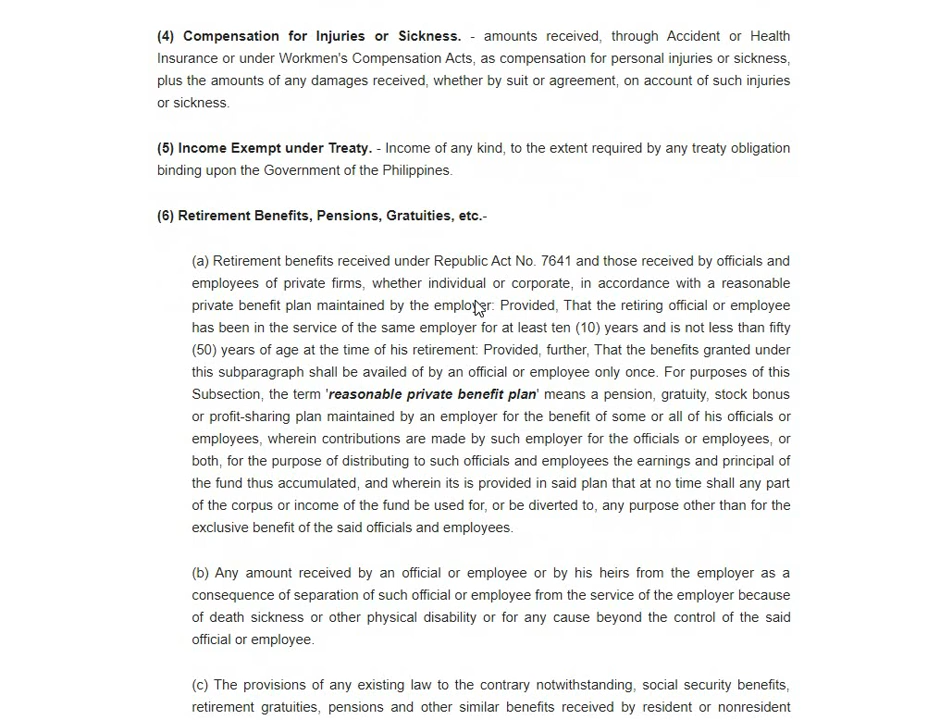 (4) Compensation for Injuries or Sickness. - amounts received, through Accident or Health
Insurance or under Workmen's Compensation Acts, as compensation for personal injuries or sickness,
plus the amounts of any damages received, whether by suit or agreement, on account of such injuries
or sickness.
(5) Income Exempt under Treaty. - Income of any kind, to the extent required by any treaty obligation
binding upon the Government of the Philippines.
(6) Retirement Benefits, Pensions, Gratuities, etc.-
(a) Retirement benefits received under Republic Act No. 7641 and those received by officials and
employees of private firms, whether individual or corporate, in accordance with a reasonable
private benefit plan maintained by the employer: Provided, That the retiring official or employee
has been in the service of the same employer for at least ten (10) years and is not less than fifty
(50) years of age at the time of his retirement: Provided, further, That the benefits granted under
this subparagraph shall be availed of by an official or employee only once. For purposes of this
Subsection, the term 'reasonable private benefit plan' means a pension, gratuity, stock bonus
or profit-sharing plan maintained by an employer for the benefit of some or all of his officials or
employees, wherein contributions are made by such employer for the officials or employees, or
both, for the purpose of distributing to such officials and employees the earnings and principal of
the fund thus accumulated, and wherein its is provided in said plan that at no time shall any part
of the corpus or income of the fund be used for, or be diverted to, any purpose other than for the
exclusive benefit of the said officials and employees.
(b) Any amount received by an official or employee or by his heirs from the employer as a
consequence of separation of such official or employee from the service of the employer because
of death sickness or other physical disability or for any cause beyond the control of the said
official or employee.
(c) The provisions of any existing law to the contrary notwithstanding, social security benefits,
retirement gratuities, pensions and other similar benefits received by resident or nonresident